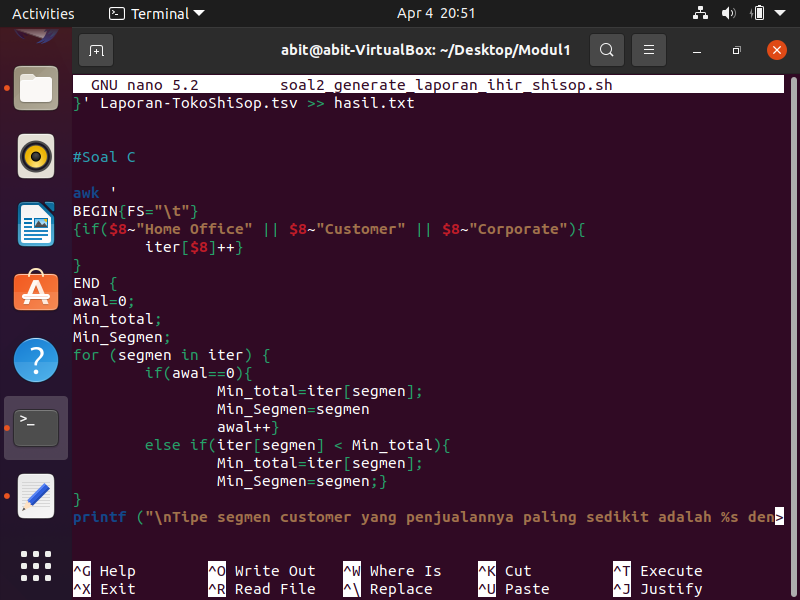 Activities Terminal Apr 4 20:51
abit@abit-VirtualBox: ~/Desktop/Modul1
GNU nano 5.2 soal2_generate_laporan_ihir_shisop.sh
}' Laporan-TokoShiSop.tsv >> hasil.txt
#Soal C
awk '
BEGIN{FS="\t"}
{if($8~"Home Office" || $8~"Customer" || $8~"Corporate"){
iter[$8]++}
}
END {
awal=0;
Min_total;
Min_Segmen;
for (segmen in iter) {
if(awal==0){
Min_total=iter[segmen];
Min_Segmen=segmen
awal++}
else if(iter[segmen] < Min_total){
Min_total=iter[segmen];
Min_Segmen=segmen;}
}
printf ("\nTipe segmen customer yang penjualannya paling sedikit adalah %s den>
^G Help ^O Write Out ^W Where Is ^K Cut ^T Execute
^X Exit ^R Read File ^\ Replace ^U Paste ^J Justify